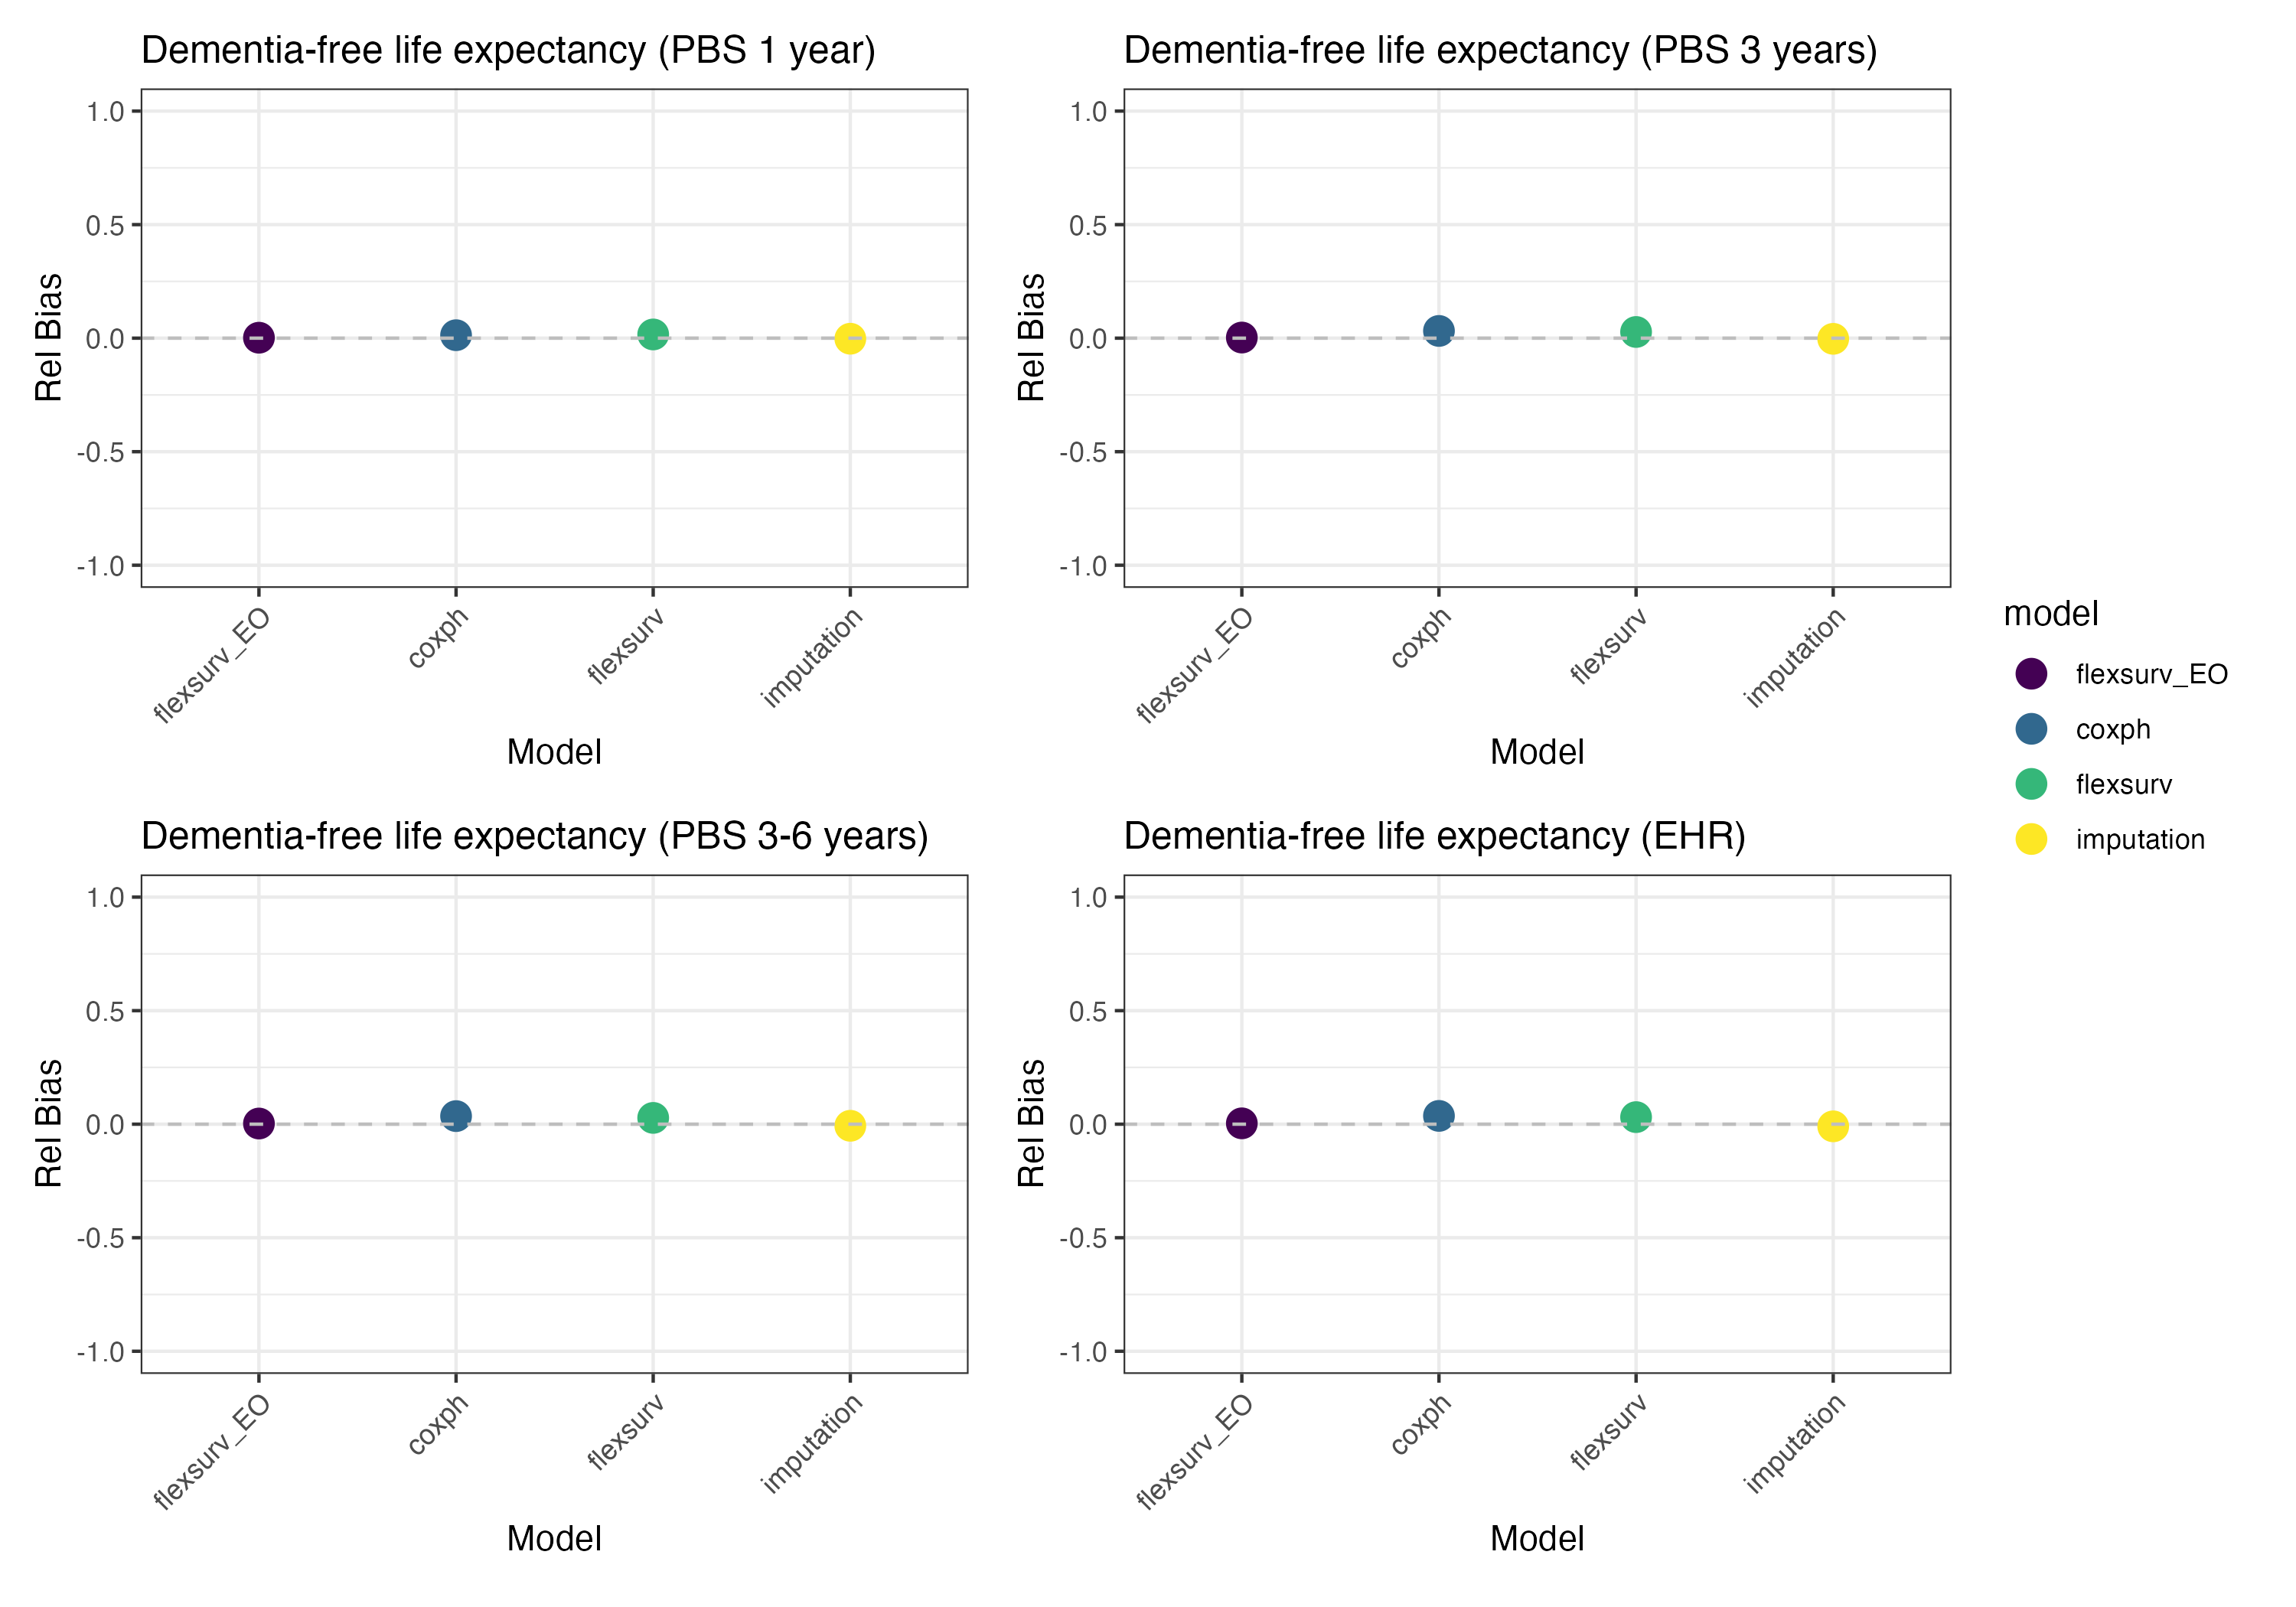 Dementia-free life expectancy (PBS 1 year)
1.0
0.5
0.0
-0.5
-1.0
Rel Bias
flexsurv_EO
coxph
flexsurv
imputation
Model
Dementia-free life expectancy (PBS 3 years)
1.0
0.5
0.0
-0.5
-1.0
Rel Bias
flexsurv_EO
coxph
flexsurv
imputation
Model
Dementia-free life expectancy (PBS 3-6 years)
1.0
0.5
0.0
-0.5
-1.0
Rel Bias
flexsurv_EO
coxph
flexsurv
imputation
Model
Dementia-free life expectancy (EHR)
1.0
0.5
0.0
-0.5
-1.0
Rel Bias
flexsurv_EO
coxph
flexsurv
imputation
Model
model
flexsurv_EO
coxph
flexsurv
imputation